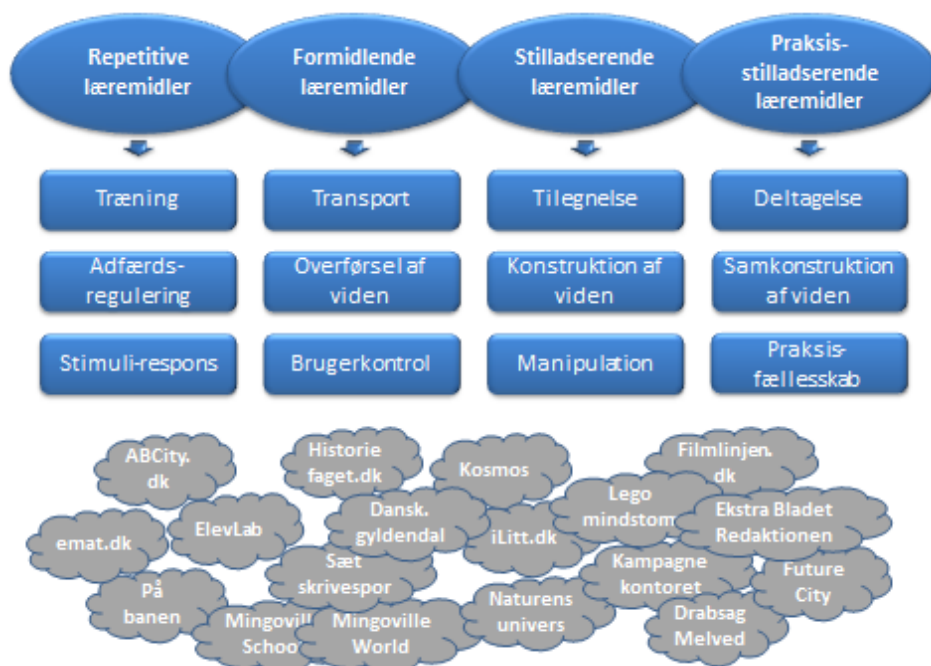 Repetitive
læremidler
Formidlende
læremidler
Stilladserende
læremidler
Praksis-
stilladserende
læremidler
Træning
Transport
Tilegnelse
Deltagelse
Adfærds-
regulering
Overførsel af
viden
Konstruktion af
viden
Samkonstruktion
af viden
Stimuli-respons
Brugerkontrol
Manipulation
Praksis-
fællesskab
ABCity.
dk
Historie
faget.dk
Kosmos
Filmlinjen.
dk
emat.dk
ElevLab
Dansk.
gyldendal
iLitt.dk
Lego
mindstom
Ekstra Bladet
Redaktionen
På
banen
Sæt
skrivespor
Kampagne
kontoret
Future
City
Mingovill
Schoo
Mingoville
World
Naturens
univers
Drabsag
Melved